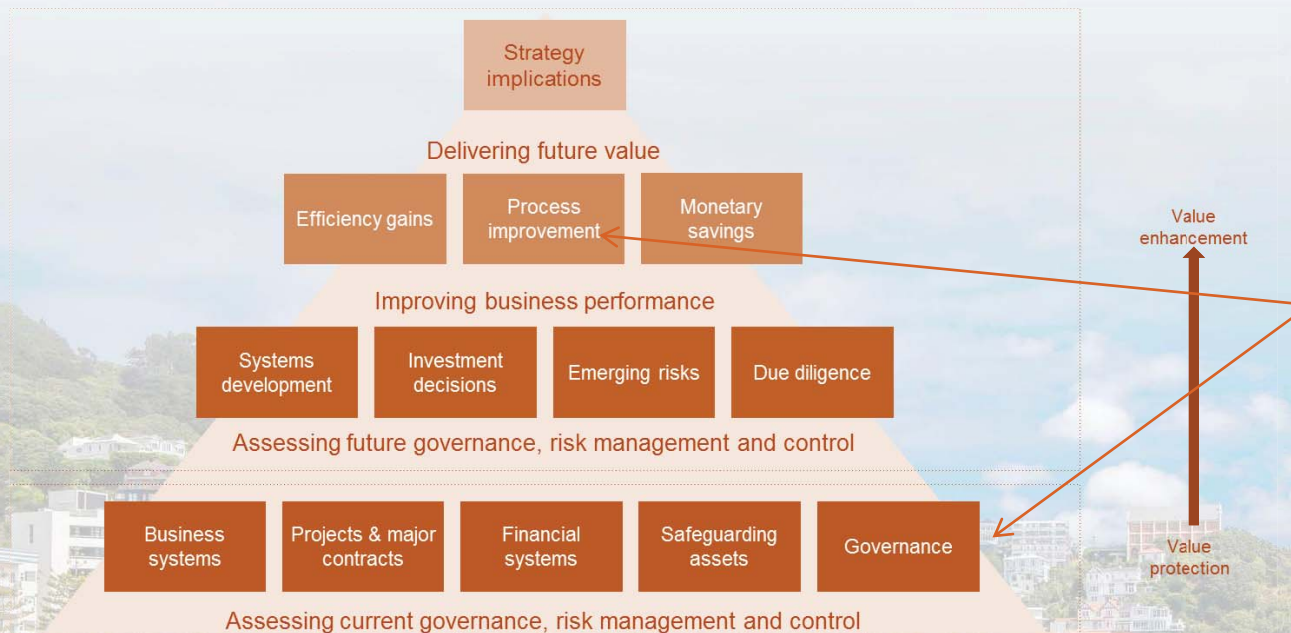 Strategy
implications
Delivering future value
Efficiency gains
Process
improvement
Monetary
savings
Value
enhancement
Improving business performance
Systems
development
Investment
decisions
Emerging risks
Due diligence
Assessing future governance, risk management and control
Business
systems
Projects & major
contracts
Financial
systems
Safeguarding
assets
Governance
Value
protection
Assessing current governance, risk management and control